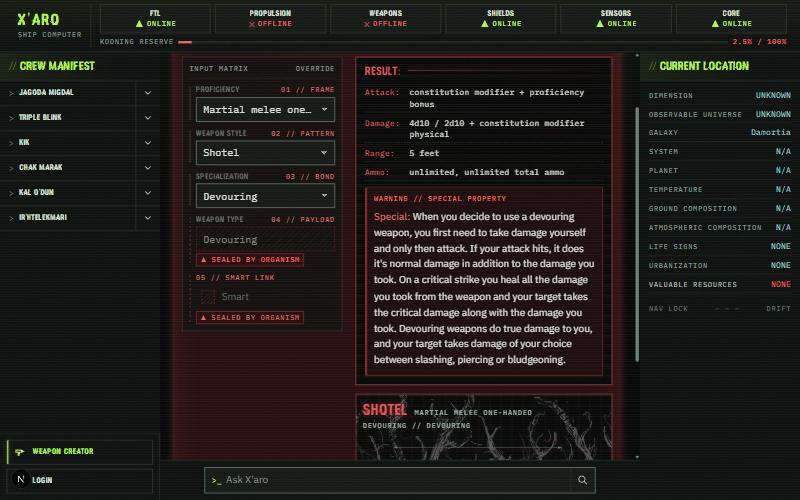 X'ARO
SHIP COMPUTER
FTL
▲ ONLINE
PROPULSION
✕ OFFLINE
WEAPONS
✕ OFFLINE
SHIELDS
▲ ONLINE
SENSORS
▲ ONLINE
CORE
▲ ONLINE
KODNING RESERVE
2.5% / 100%
// CREW MANIFEST
> JAGODA MIGDAL
> TRIPLE BLINK
> KIK
> CHAK MARAK
> KAL O'DUN
> IR'NTELEKMARI
WEAPON CREATOR
N LOGIN
INPUT MATRIX OVERRIDE
PROFICIENCY 01 // FRAME
Martial melee one…
WEAPON STYLE 02 // PATTERN
Shotel
SPECIALIZATION 03 // BOND
Devouring
WEAPON TYPE 04 // PAYLOAD
Devouring
▲ SEALED BY ORGANISM
05 // SMART LINK
Smart
▲ SEALED BY ORGANISM
RESULT:
Attack: constitution modifier + proficiency
bonus
Damage: 4d10 / 2d10 + constitution modifier
physical
Range: 5 feet
Ammo: unlimited, unlimited total ammo
WARNING // SPECIAL PROPERTY
Special: When you decide to use a devouring
weapon, you first need to take damage yourself
and only then attack. If your attack hits, it does
it's normal damage in addition to the damage you
took. On a critical strike you heal all the damage
you took from the weapon and your target takes
the critical damage along with the damage you
took. Devouring weapons do true damage to you,
and your target takes damage of your choice
between slashing, piercing or bludgeoning.
SHOTEL MARTIAL MELEE ONE-HANDED
DEVOURING // DEVOURING
>_ Ask X'aro
// CURRENT LOCATION
DIMENSION UNKNOWN
OBSERVABLE UNIVERSE UNKNOWN
GALAXY Damortia
SYSTEM N/A
PLANET N/A
TEMPERATURE N/A
GROUND COMPOSITION N/A
ATMOSPHERIC COMPOSITION N/A
LIFE SIGNS NONE
URBANIZATION NONE
VALUABLE RESOURCES NONE
NAV LOCK – – – DRIFT